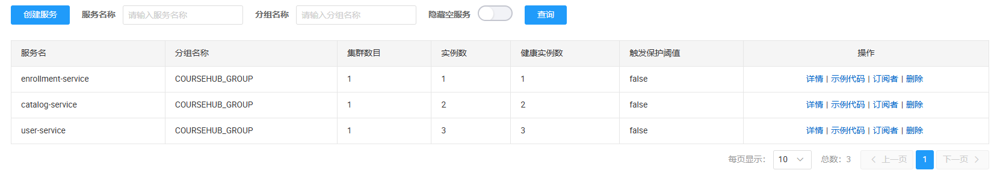 创建服务 服务名称 请输入服务名称 分组名称 请输入分组名称 隐藏空服务 查询
服务名 分组名称 集群数目 实例数 健康实例数 触发保护阈值 操作
enrollment-service COURSEHUB_GROUP 1 1 1 false 详情 | 示例代码 | 订阅者 | 删除
catalog-service COURSEHUB_GROUP 1 2 2 false 详情 | 示例代码 | 订阅者 | 删除
user-service COURSEHUB_GROUP 1 3 3 false 详情 | 示例代码 | 订阅者 | 删除
每页显示: 10 总数: 3 上一页 1 下一页